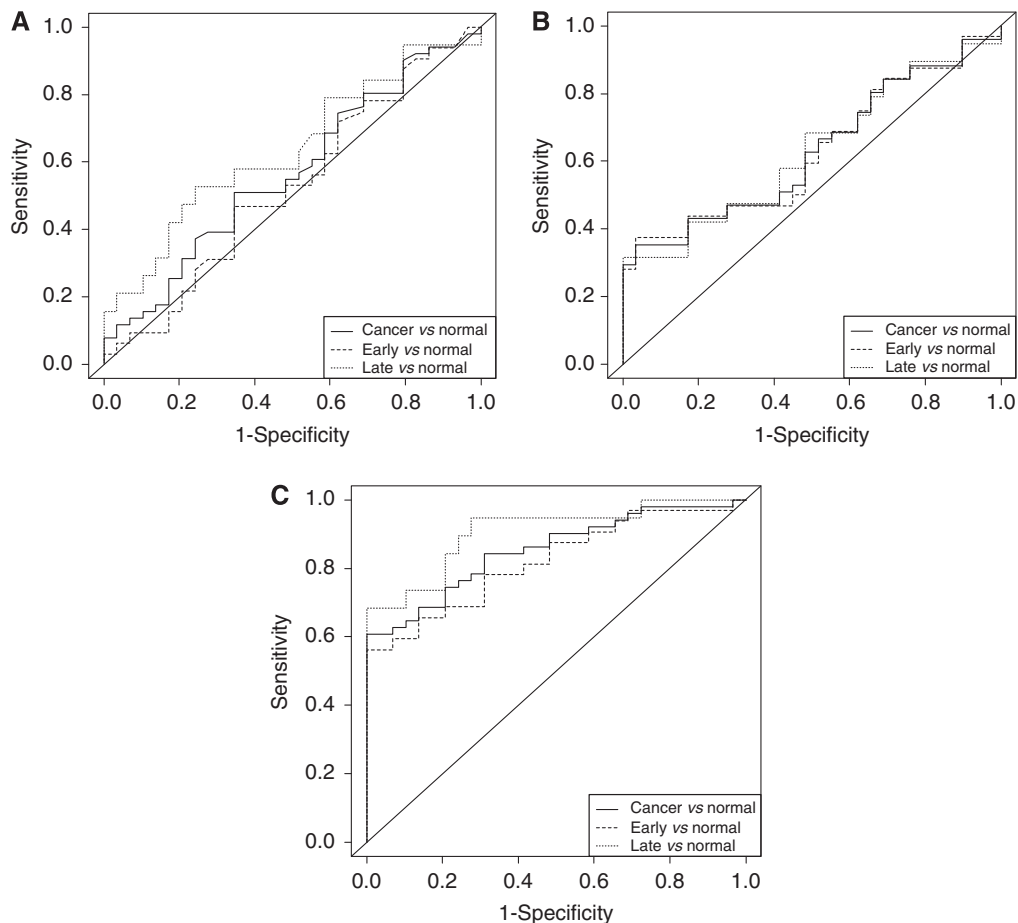 A
1.0
0.8
0.6
0.4
0.2
0.0
Sensitivity
0.0 0.2 0.4 0.6 0.8 1.0
1-Specificity
Cancer vs normal
Early vs normal
Late vs normal
B
1.0
0.8
0.6
0.4
0.2
0.0
Sensitivity
0.0 0.2 0.4 0.6 0.8 1.0
1-Specificity
Cancer vs normal
Early vs normal
Late vs normal
C
1.0
0.8
0.6
0.4
0.2
0.0
Sensitivity
0.0 0.2 0.4 0.6 0.8 1.0
1-Specificity
Cancer vs normal
Early vs normal
Late vs normal